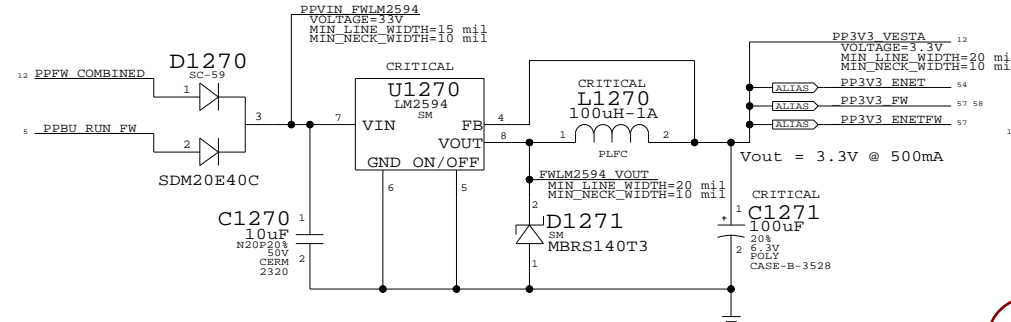 PPVIN_FWLM2594
VOLTAGE=33V
MIN_LINE_WIDTH=15 mil
MIN_NECK_WIDTH=10 mil
D1270
SC-59
12 PPFW_COMBINED
1
3
5 PPBU_RUN_FW
2
SDM20E40C
CRITICAL
U1270
LM2594
SM
7
VIN
FB
4
VOUT
8
GND
ON/OFF
6
5
C1270
10uF
N20P20%
50V
CERM
2320
1
2
CRITICAL
L1270
100uH-1A
1
2
PLFC
FWLM2594_VOUT
MIN_LINE_WIDTH=20 mil
MIN_NECK_WIDTH=10 mil
2
D1271
SM
MBRS140T3
1
PP3V3_VESTA 12
VOLTAGE=3.3V
MIN_LINE_WIDTH=20 mi
MIN_NECK_WIDTH=10 mi
ALIAS PP3V3_ENET 54
ALIAS PP3V3_FW 57 58
ALIAS PP3V3_ENETFW 57
1
Vout = 3.3V @ 500mA
CRITICAL
+
1
C1271
100uF
20%
2
6.3V
POLY
CASE-B-3528